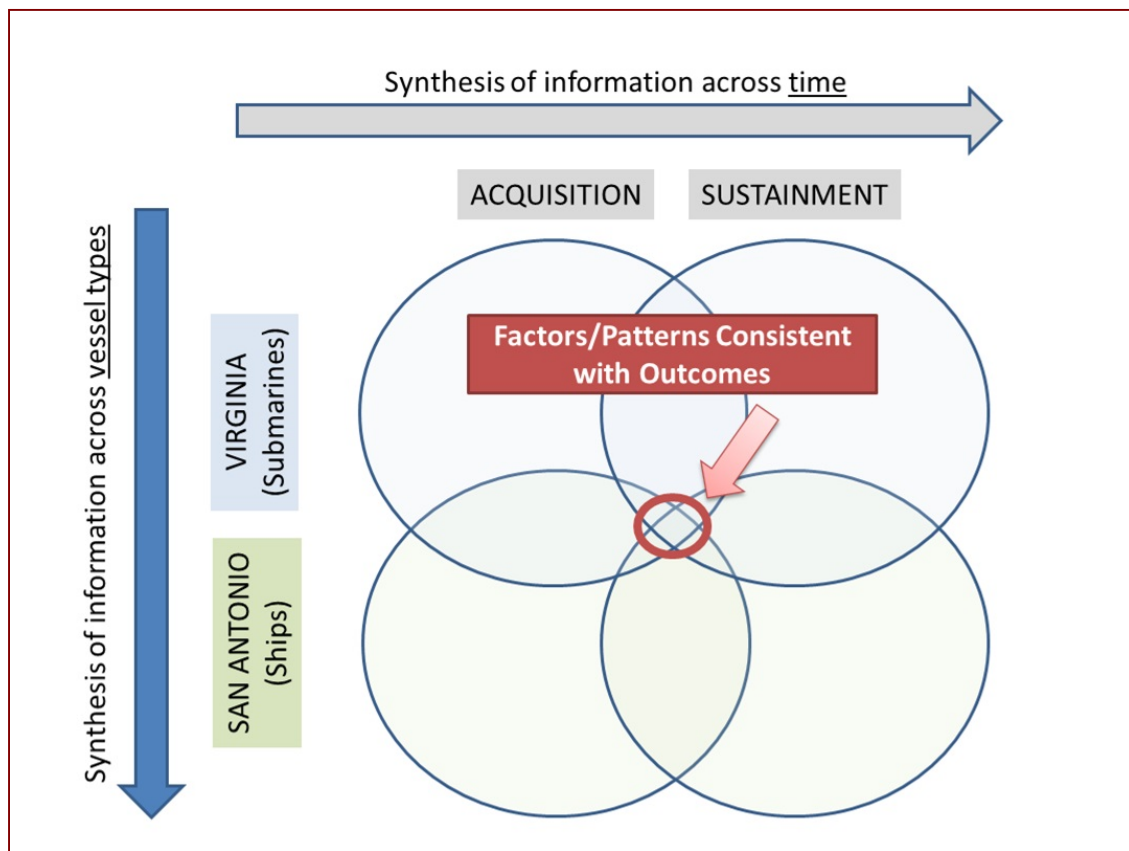 Synthesis of information across time
ACQUISITION
SUSTAINMENT
Synthesis of information across vessel types
VIRGINIA
(Submarines)
Factors/Patterns Consistent
with Outcomes
SAN ANTONIO
(Ships)